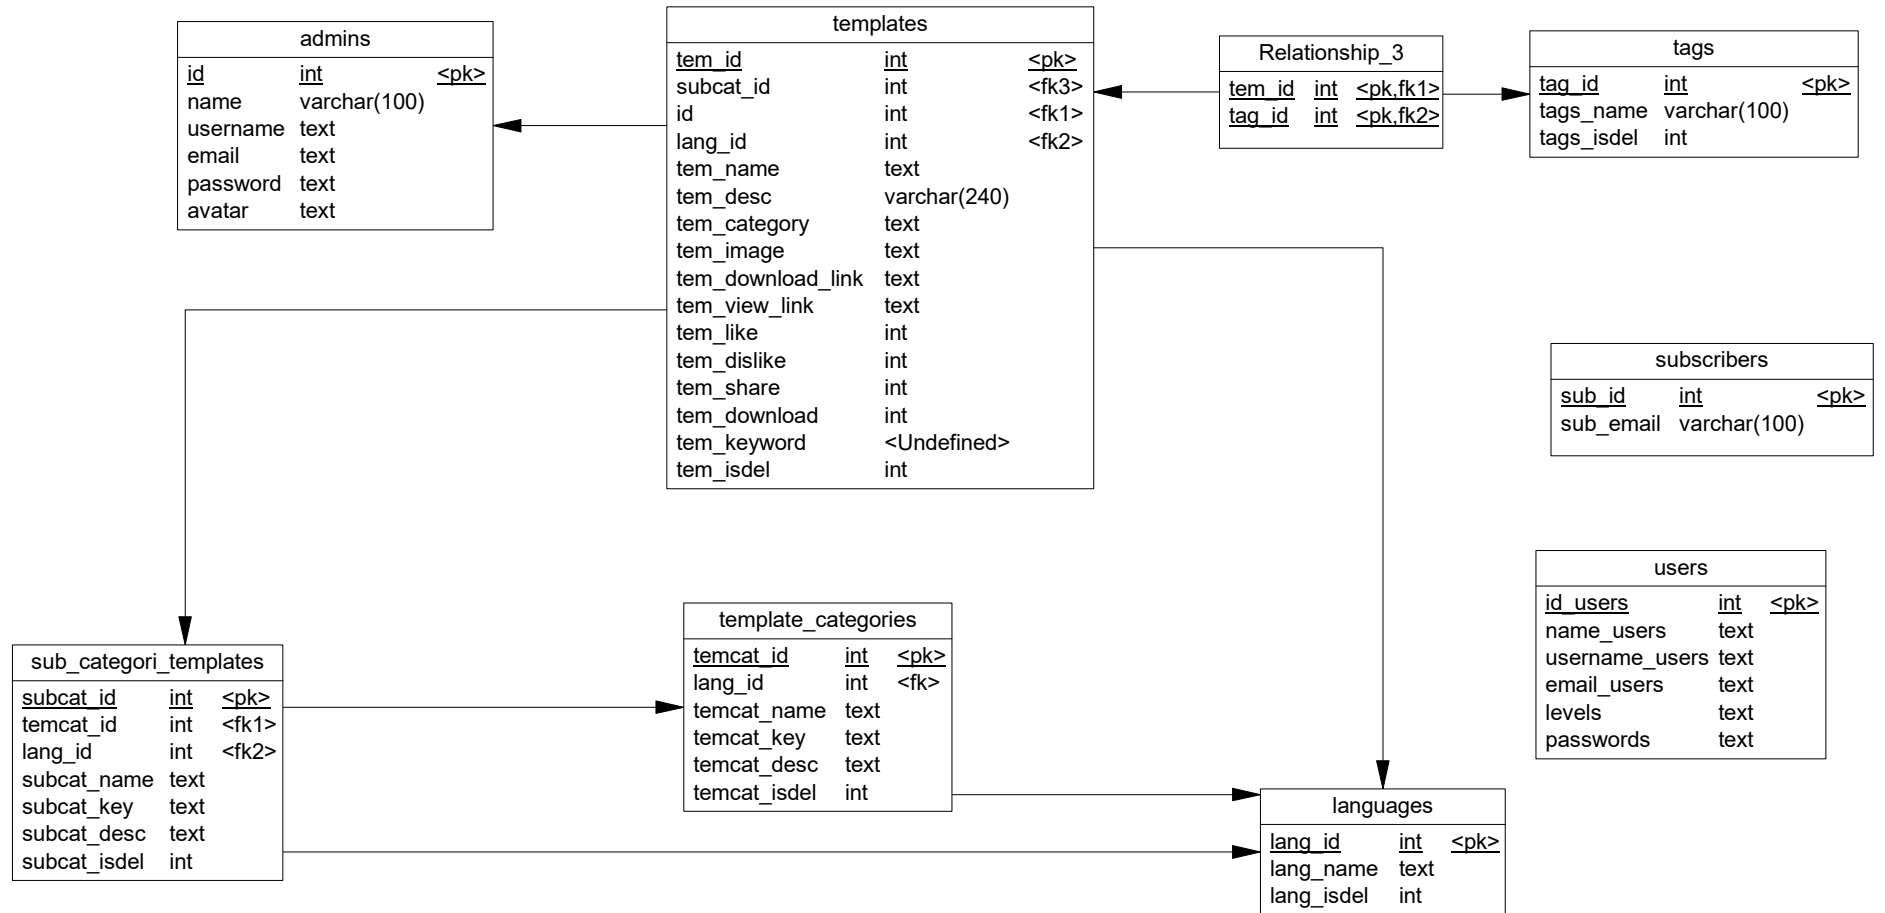 admins
id int <pk>
name varchar(100)
username text
email text
password text
avatar text
templates
tem_id int <pk>
subcat_id int <fk3>
id int <fk1>
lang_id int <fk2>
tem_name text
tem_desc varchar(240)
tem_category text
tem_image text
tem_download_link text
tem_view_link text
tem_like int
tem_dislike int
tem_share int
tem_download int
tem_keyword <Undefined>
tem_isdel int
Relationship_3
tem_id int <pk,fk1>
tag_id int <pk,fk2>
tags
tag_id int <pk>
tags_name varchar(100)
tags_isdel int
subscribers
sub_id int <pk>
sub_email varchar(100)
users
id_users int <pk>
name_users text
username_users text
email_users text
levels text
passwords text
sub_categori_templates
subcat_id int <pk>
temcat_id int <fk1>
lang_id int <fk2>
subcat_name text
subcat_key text
subcat_desc text
subcat_isdel int
template_categories
temcat_id int <pk>
lang_id int <fk>
temcat_name text
temcat_key text
temcat_desc text
temcat_isdel int
languages
lang_id int <pk>
lang_name text
lang_isdel int